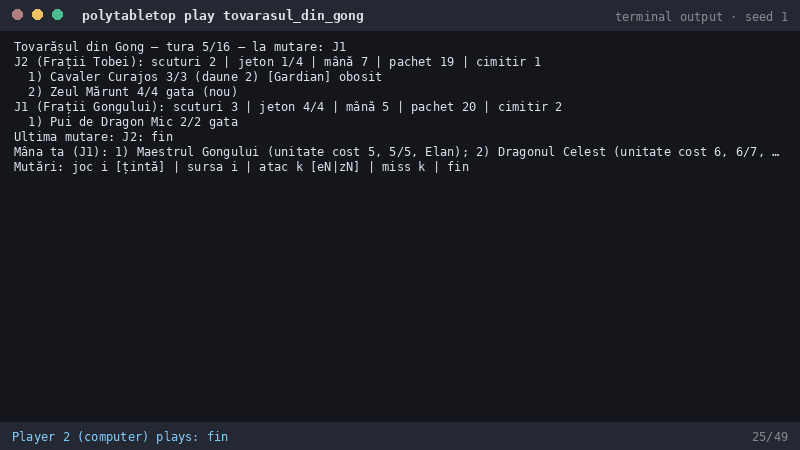 polytabletop play tovarasul_din_gong
terminal output · seed 1
Tovarășul din Gong — tura 5/16 — la mutare: J1
J2 (Frații Tobei): scuturi 2 | jeton 1/4 | mână 7 | pachet 19 | cimitir 1
1) Cavaler Curajos 3/3 (daune 2) [Gardian] obosit
2) Zeul Mărunt 4/4 gata (nou)
J1 (Frații Gongului): scuturi 3 | jeton 4/4 | mână 5 | pachet 20 | cimitir 2
1) Pui de Dragon Mic 2/2 gata
Ultima mutare: J2: fin
Mâna ta (J1): 1) Maestrul Gongului (unitate cost 5, 5/5, Elan); 2) Dragonul Celest (unitate cost 6, 6/7, …
Mutări: joc i [țintă] | sursa i | atac k [eN|zN] | miss k | fin
Player 2 (computer) plays: fin
25/49